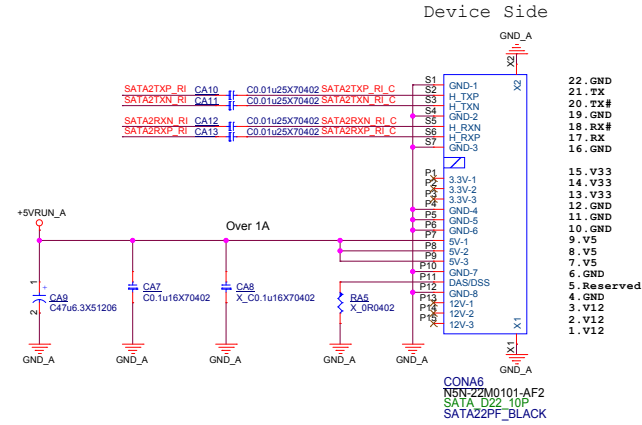 Device Side
GND_A
X2
S1 GND-1 X2
SATA2TXP_RI CA10 C0.01u25X70402 SATA2TXP_RI_C S2 H_TXP
SATA2TXN_RI CA11 C0.01u25X70402 SATA2TXN_RI_C S3 H_TXN
S4 GND-2
SATA2RXN_RI CA12 C0.01u25X70402 SATA2RXN_RI_C S5 H_RXN
SATA2RXP_RI CA13 C0.01u25X70402 SATA2RXP_RI_C S6 H_RXP
S7 GND-3
22.GND
21.TX
20.TX#
19.GND
18.RX#
17.RX
16.GND
P1 3.3V-1
P2 3.3V-2
P3 3.3V-3
P4 GND-4
P5 GND-5
P6 GND-6
P7 5V-1
P8 5V-2
P9 5V-3
P10 GND-7
P11 DAS/DSS
P12 GND-8
P13 12V-1
P14 12V-2
P15 12V-3
X1
15.V33
14.V33
13.V33
12.GND
11.GND
10.GND
9.V5
8.V5
7.V5
6.GND
5.Reserved
4.GND
3.V12
2.V12
1.V12
+5VRUN_A
Over 1A
1
+
2
CA9
C47u6.3X51206
CA7
C0.1u16X70402
CA8
X_C0.1u16X70402
RA5
X_0R0402
GND_A
GND_A
GND_A
GND_A
GND_A
X1
GND_A
CONA6
N5N-22M0101-AF2
SATA_D22_10P
SATA22PF_BLACK